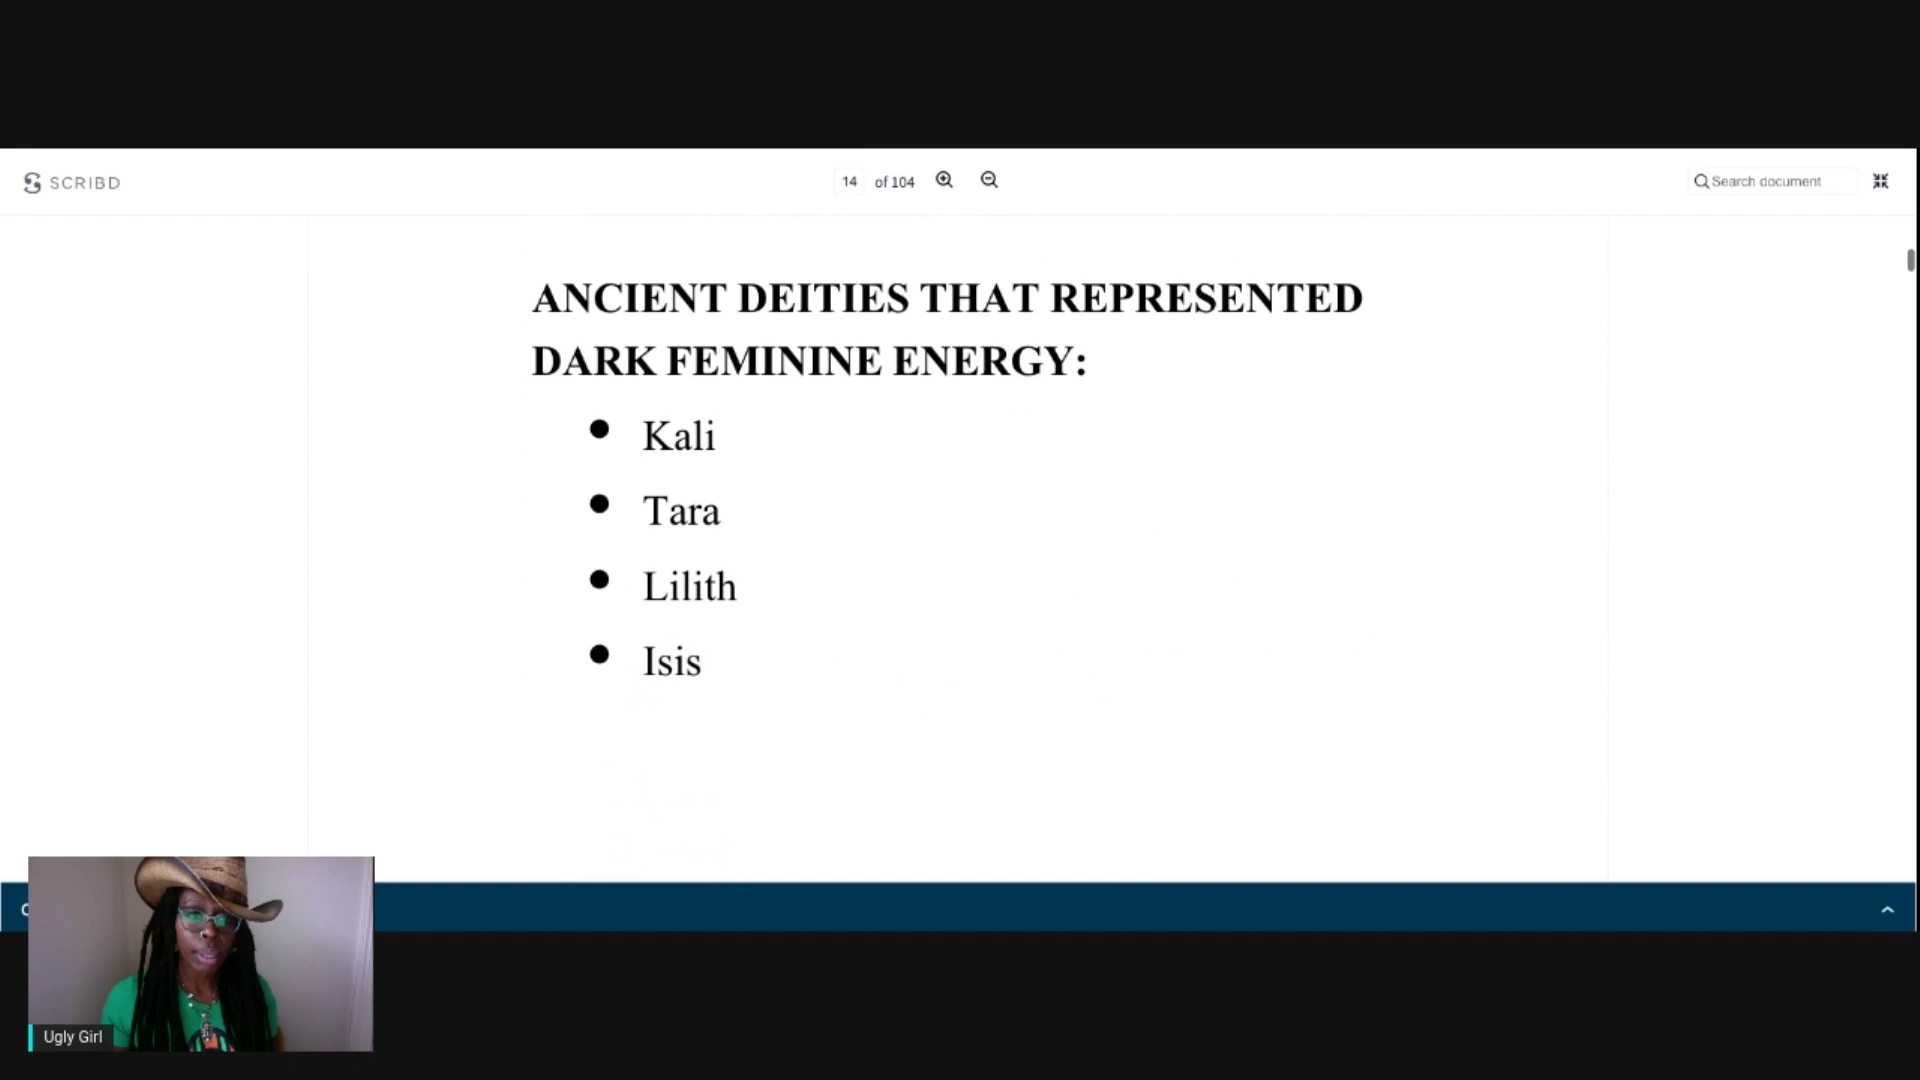 SCRIBD
14 of 104
Search document
ANCIENT DEITIES THAT REPRESENTED
DARK FEMININE ENERGY:
● Kali
● Tara
● Lilith
● Isis
Ugly Girl